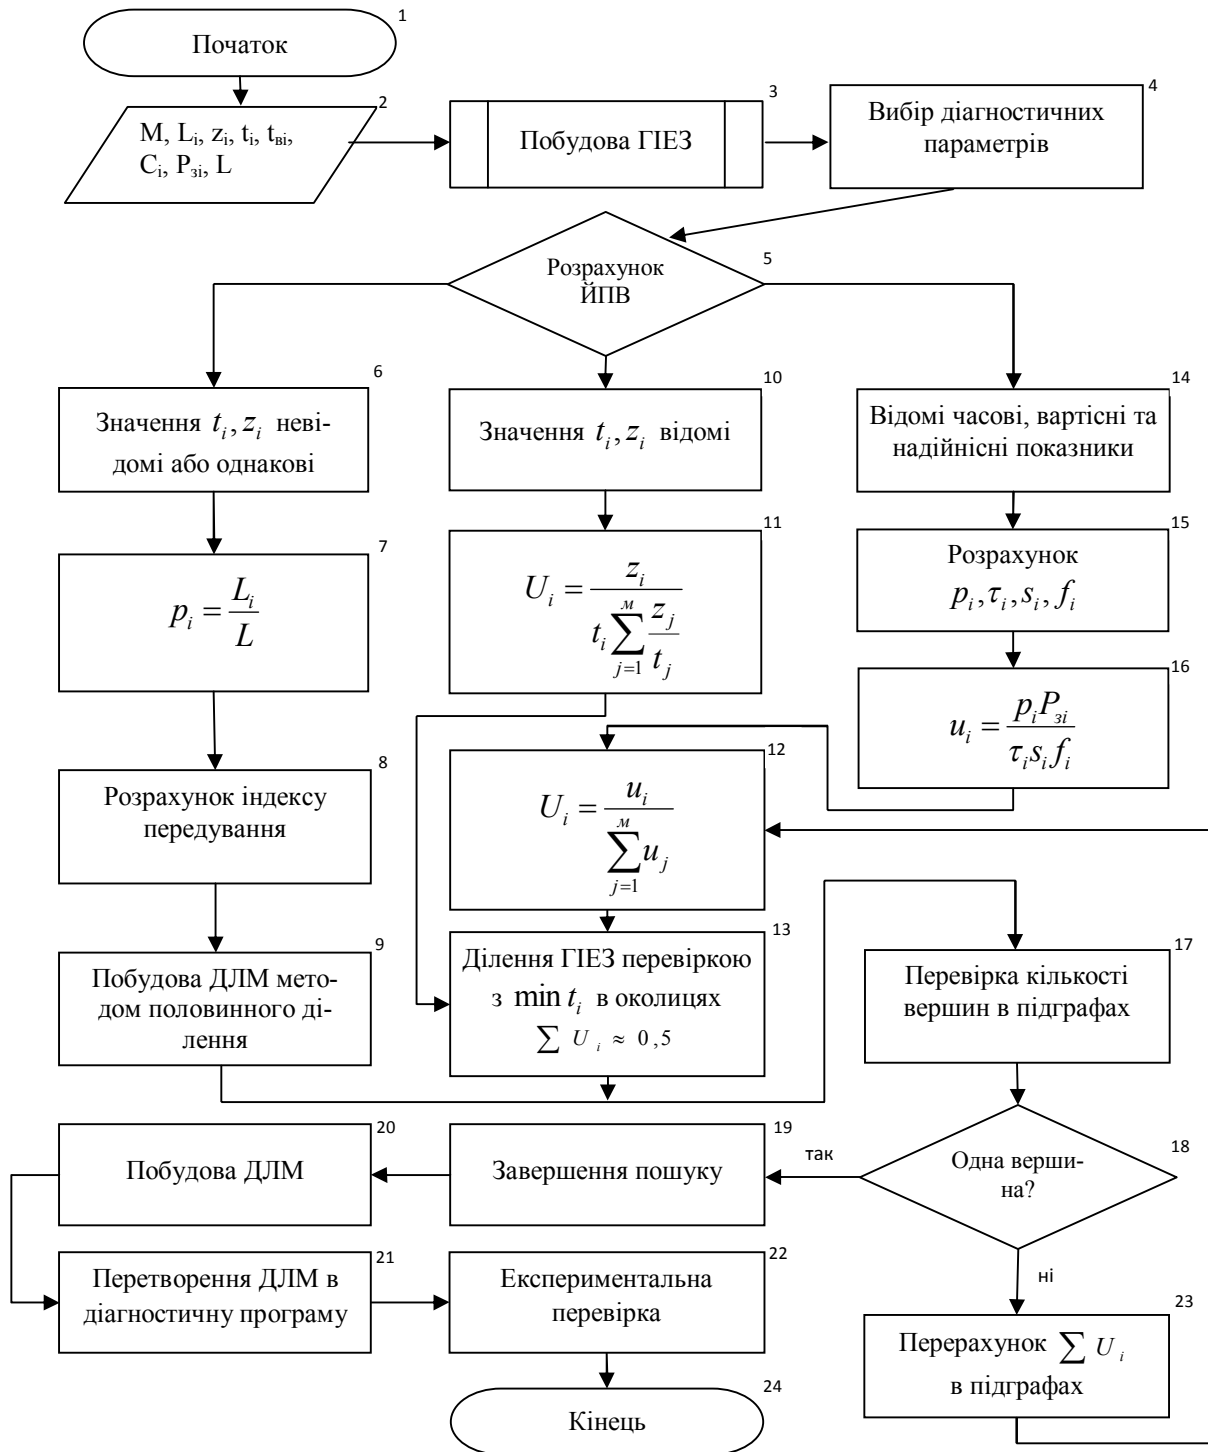 1
Початок
2
M, Lᵢ, zᵢ, tᵢ, t_ві,
Cᵢ, P_зі, L
3
Побудова ГІЕЗ
4
Вибір діагностичних
параметрів
5
Розрахунок
ЙПВ
6
Значення tᵢ, zᵢ неві-
домі або однакові
7
pᵢ = Lᵢ / L
8
Розрахунок індексу
передування
9
Побудова ДЛМ мето-
дом половинного ді-
лення
10
Значення tᵢ, zᵢ відомі
11
Uᵢ = zᵢ / (tᵢ ∑_{j=1}^{м} zⱼ / tⱼ)
12
Uᵢ = uᵢ / ∑_{j=1}^{м} uⱼ
13
Ділення ГІЕЗ перевіркою
з min tᵢ в околицях
∑ Uᵢ ≈ 0,5
14
Відомі часові, вартісні та
надійнісні показники
15
Розрахунок
pᵢ, τᵢ, sᵢ, fᵢ
16
uᵢ = pᵢ P_зі / (τᵢ sᵢ fᵢ)
17
Перевірка кількості
вершин в підграфах
18
Одна верши-
на?
так
ні
19
Завершення пошуку
20
Побудова ДЛМ
21
Перетворення ДЛМ в
діагностичну програму
22
Експериментальна
перевірка
23
Перерахунок ∑ Uᵢ
в підграфах
24
Кінець